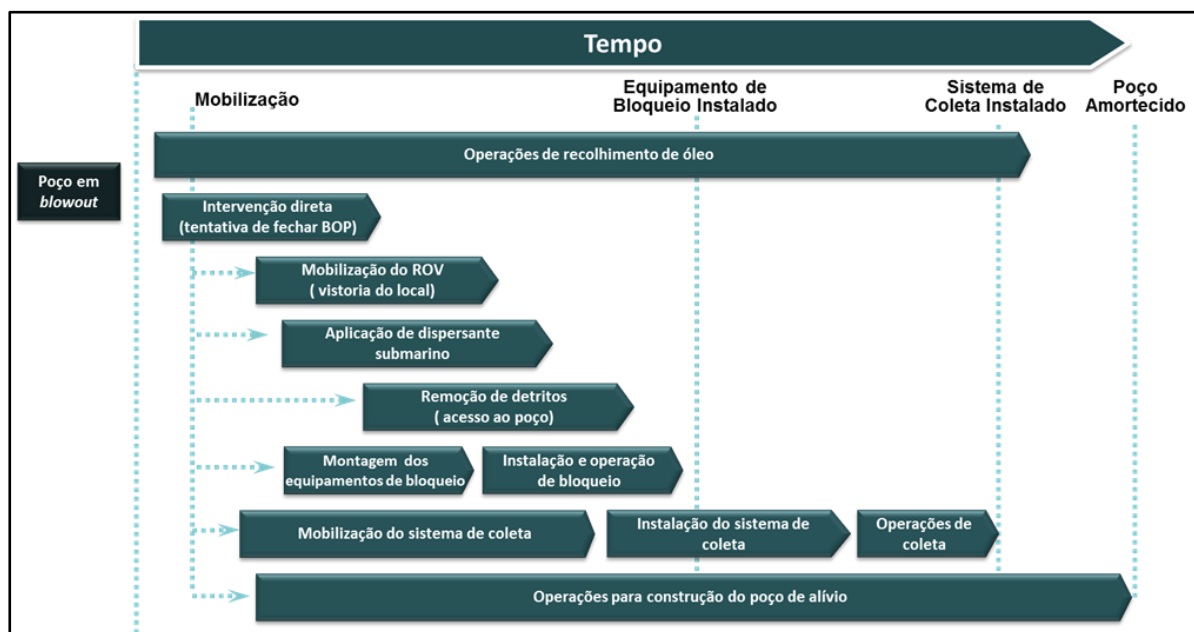 Tempo
Mobilização
Equipamento de
Bloqueio Instalado
Sistema de
Coleta Instalado
Poço
Amortecido
Operações de recolhimento de óleo
Poço em
blowout
Intervenção direta
(tentativa de fechar BOP)
Mobilização do ROV
( vistoria do local)
Aplicação de dispersante
submarino
Remoção de detritos
( acesso ao poço)
Montagem dos
equipamentos de bloqueio
Instalação e operação
de bloqueio
Mobilização do sistema de coleta
Instalação do sistema de
coleta
Operações de
coleta
Operações para construção do poço de alívio